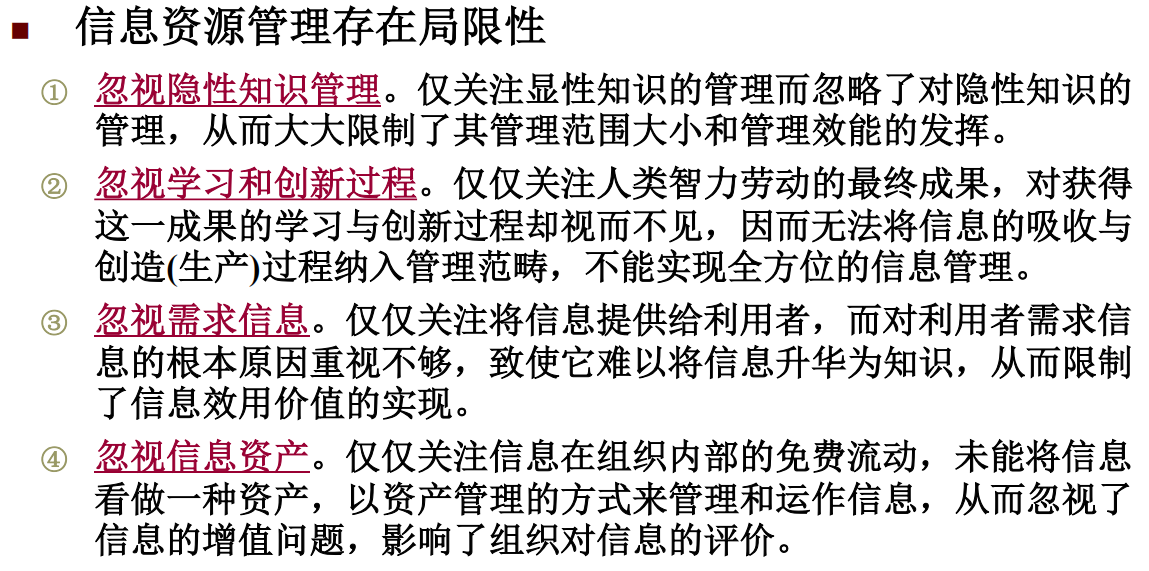 ■ 信息资源管理存在局限性
① 忽视隐性知识管理。仅关注显性知识的管理而忽略了对隐性知识的
管理，从而大大限制了其管理范围大小和管理效能的发挥。
② 忽视学习和创新过程。仅仅关注人类智力劳动的最终成果，对获得
这一成果的学习与创新过程却视而不见，因而无法将信息的吸收与
创造(生产)过程纳入管理范畴，不能实现全方位的信息管理。
③ 忽视需求信息。仅仅关注将信息提供给利用者，而对利用者需求信
息的根本原因重视不够，致使它难以将信息升华为知识，从而限制
了信息效用价值的实现。
④ 忽视信息资产。仅仅关注信息在组织内部的免费流动，未能将信息
看做一种资产，以资产管理的方式来管理和运作信息，从而忽视了
信息的增值问题，影响了组织对信息的评价。